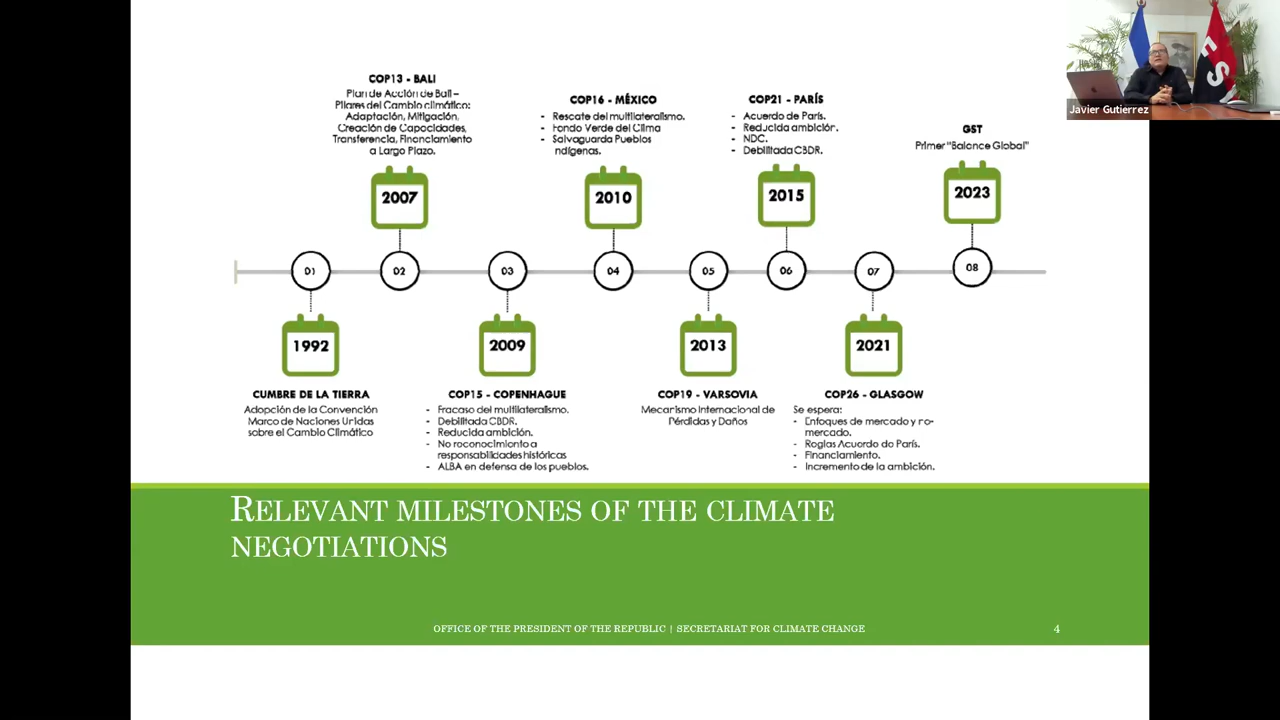 COP13 - BALI
Plan de Acción de Bali –
Pilares del Cambio climático:
Adaptación, Mitigación,
Creación de Capacidades,
Transferencia, Financiamiento
a Largo Plazo.
2007
COP16 - MÉXICO
- Rescate del multilateralismo.
- Fondo Verde del Clima
- Salvaguarda Pueblos
ndígenas.
2010
COP21 - PARÍS
- Acuerdo de París.
- Reducida ambición.
- NDC.
- Debilitada CBDR.
2015
GST
Primer "Balance Global"
2023
Javier Gutierrez
FS
01
02
03
04
05
06
07
08
1992
CUMBRE DE LA TIERRA
Adopción de la Convención
Marco de Naciones Unidas
sobre el Cambio Climático
2009
COP15 - COPENHAGUE
- Fracaso del multilateralismo.
- Debilitada CBDR.
- Reducida ambición.
- No roconocimiento a
responsabilidades históricas
- ALBA en defensa de los pueblos.
2013
COP19 - VARSOVIA
Mecanismo Internacional de
Pérdidas y Daños
2021
COP26 - GLASGOW
Se espera:
- Enfoques de mercado y no-
mercado.
- Roglas Acuerdo de París.
- Financiamiento.
- Incremento de la ambición.
RELEVANT MILESTONES OF THE CLIMATE
NEGOTIATIONS
OFFICE OF THE PRESIDENT OF THE REPUBLIC | SECRETARIAT FOR CLIMATE CHANGE
4